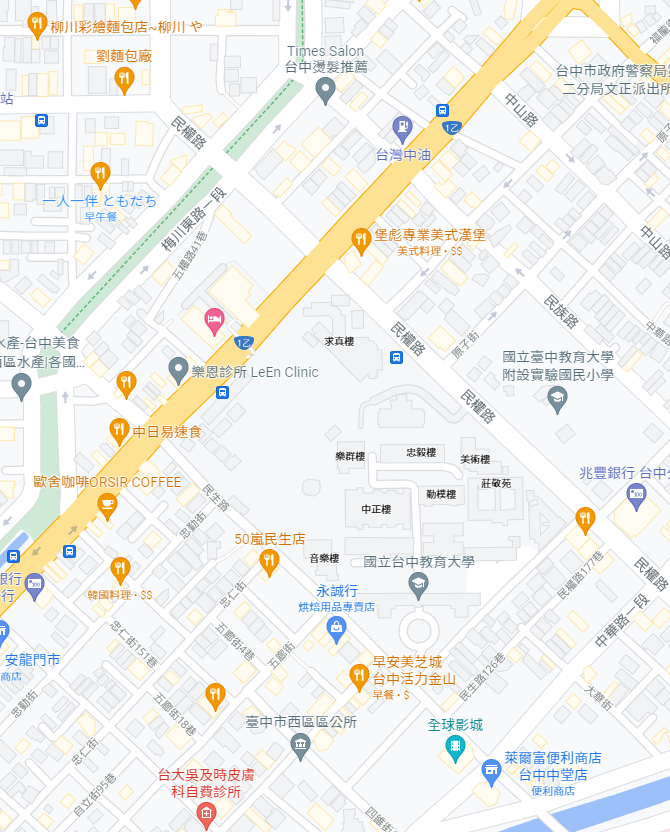 柳川彩繪麵包店~柳川 や
劉麵包廠
Times Salon
台中燙髮推薦
台中市政府警察局第
二分局文正派出所
站
民權路
中山路
1乙
台灣中油
一人一伴 ともだち
早午餐
梅川東路一段
五權路41巷
堡彪專業美式漢堡
美式料理・$$
民族路
中山路
中華
求真樓
民權路
原子街
1乙
水產-台中美食
西區水產|各國...
樂恩診所 LeEn Clinic
國立臺中教育大學
附設實驗國民小學
民權路
中日易速食
樂群樓
忠毅樓
美術樓
兆豐銀行 台中分
歐舍咖啡ORSIR COFFEE
民生路
莊敬苑
勤樸樓
中正樓
忠勤街
50嵐民生店
音樂樓
國立台中教育大學
民權路177巷
民權路
銀行
行
韓國料理・$$
忠仁街
永誠行
烘焙用品專賣店
中華路一段
忠仁街151巷
五廊街4巷
五廊街
安龍門市
商店
早安美芝城
台中活力金山
早餐・$
民生路126巷
大華街
忠勤街
五廊街18巷
臺中市西區區公所
全球影城
忠仁街
萊爾富便利商店
台中中堂店
便利商店
台大吳及時皮膚
科自費診所
自立街95巷
四維街